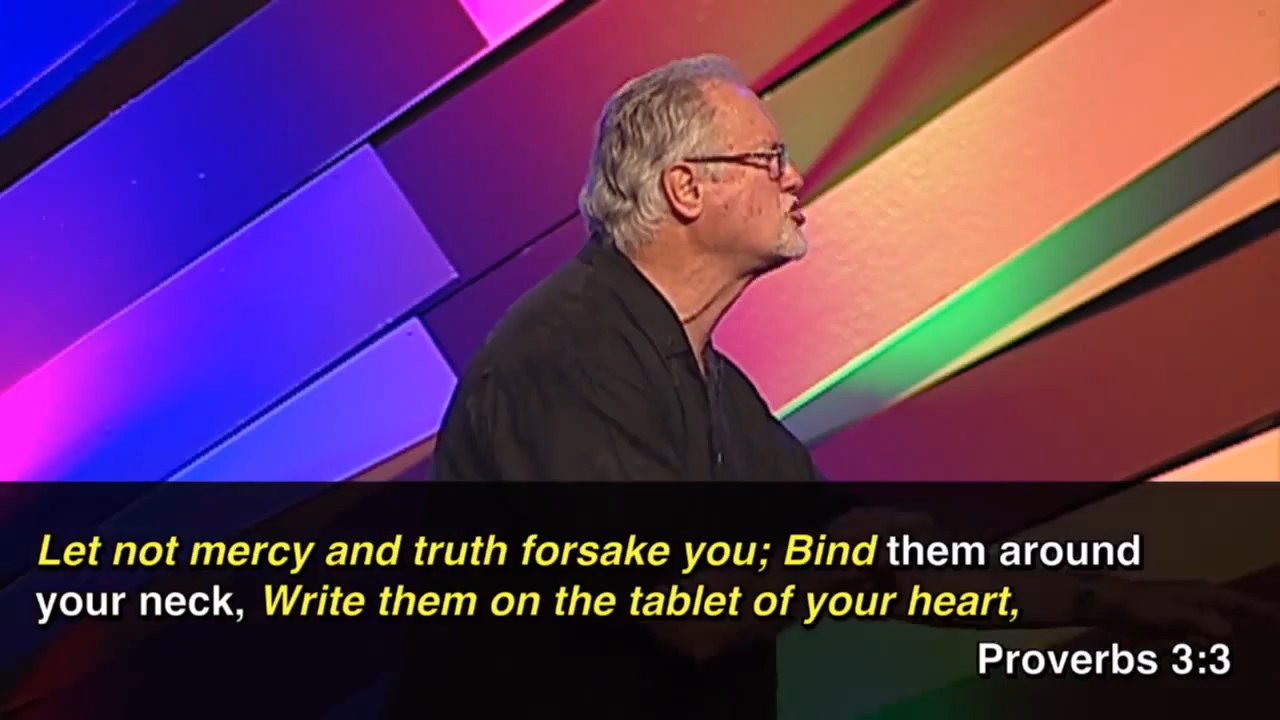 Let not mercy and truth forsake you; Bind them around
your neck, Write them on the tablet of your heart,
Proverbs 3:3